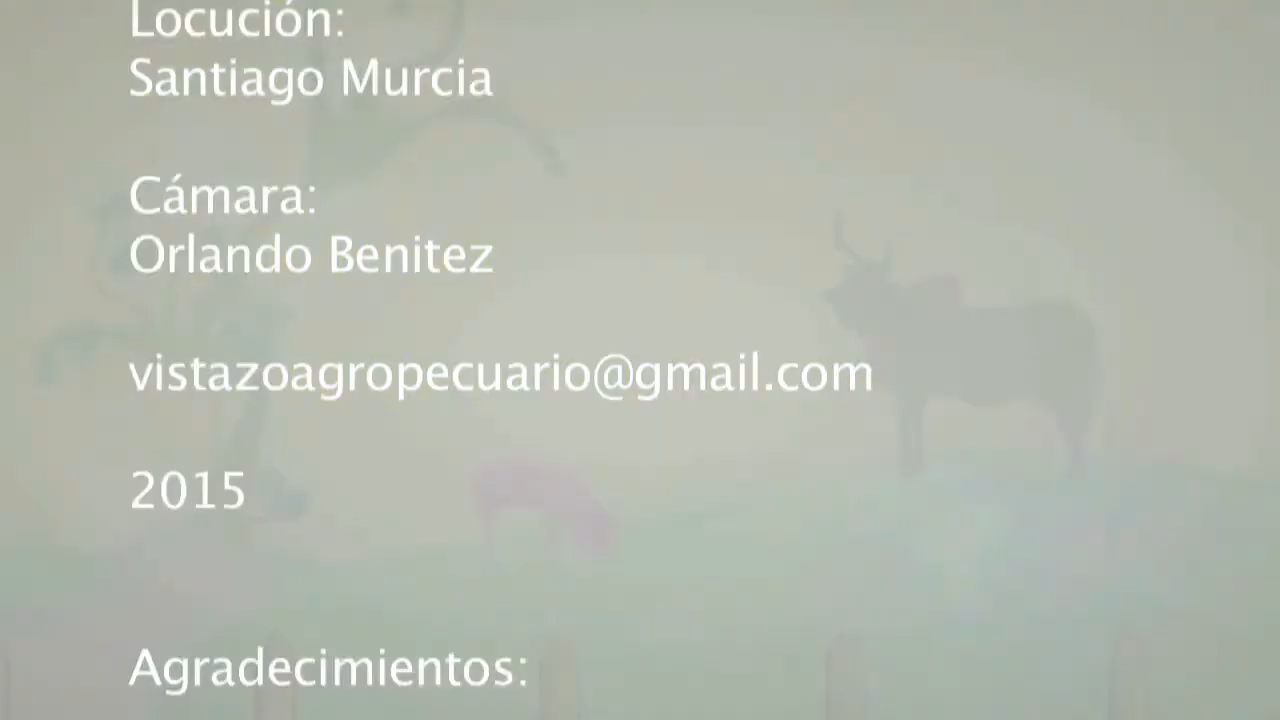 Locución:
Santiago Murcia
Cámara:
Orlando Benitez
vistazoagropecuario@gmail.com
2015
Agradecimientos: